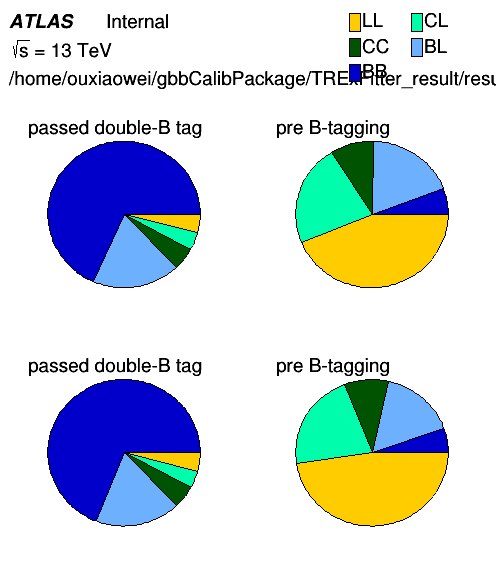 ATLAS Internal
√s = 13 TeV
/home/ouxiaowei/gbbCalibPackage/TRExFitter_result/resu
LL CL
CC BL
BB
passed double-B tag pre B-tagging
passed double-B tag pre B-tagging